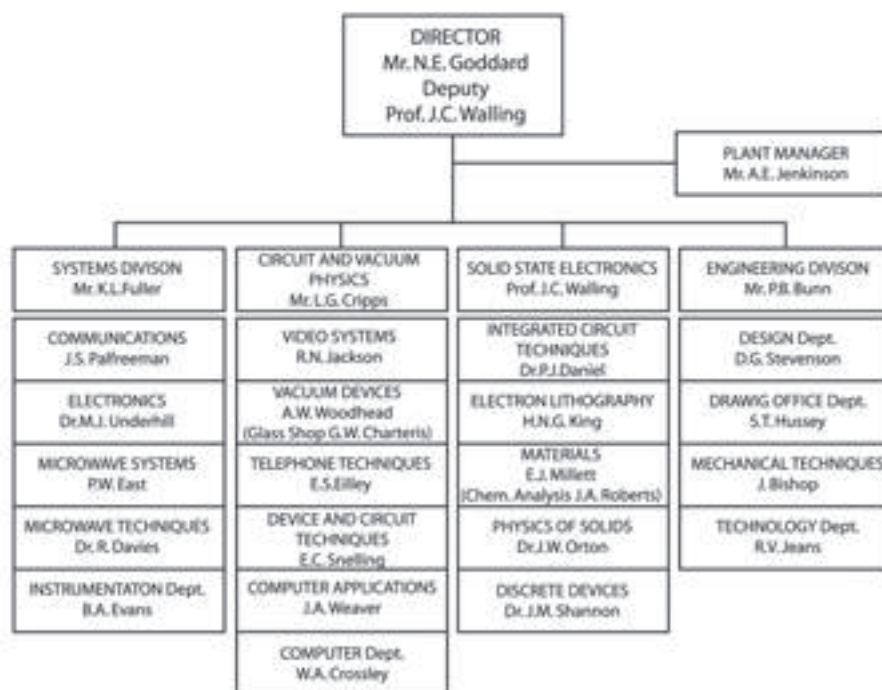 DIRECTOR
Mr. N.E. Goddard
Deputy
Prof. J.C. Walling
PLANT MANAGER
Mr. A.E. Jenkinson
SYSTEMS DIVISON
Mr. K.L.Fuller
COMMUNICATIONS
J.S. Palfreeman
ELECTRONICS
Dr.M.J. Underhill
MICROWAVE SYSTEMS
P.W. East
MICROWAVE TECHNIQUES
Dr. R. Davies
INSTRUMENTATON Dept.
B.A. Evans
CIRCUIT AND VACUUM
PHYSICS
Mr. L.G. Cripps
VIDEO SYSTEMS
R.N. Jackson
VACUUM DEVICES
A.W. Woodhead
(Glass Shop G.W. Charteris)
TELEPHONE TECHNIQUES
E.S.Eilley
DEVICE AND CIRCUIT
TECHNIQUES
E.C. Snelling
COMPUTER APPLICATIONS
J.A. Weaver
COMPUTER Dept.
W.A. Crossley
SOLID STATE ELECTRONICS
Prof. J.C. Walling
INTEGRATED CIRCUIT
TECHNIQUES
Dr.P.J.Daniel
ELECTRON LITHOGRAPHY
H.N.G. King
MATERIALS
E.J. Millett
(Chem. Analysis J.A. Roberts)
PHYSICS OF SOLIDS
Dr.J.W. Orton
DISCRETE DEVICES
Dr. J.M. Shannon
ENGINEERING DIVISON
Mr. P.B. Bunn
DESIGN Dept.
D.G. Stevenson
DRAWIG OFFICE Dept.
S.T. Hussey
MECHANICAL TECHNIQUES
J. Bishop
TECHNOLOGY Dept.
R.V. Jeans